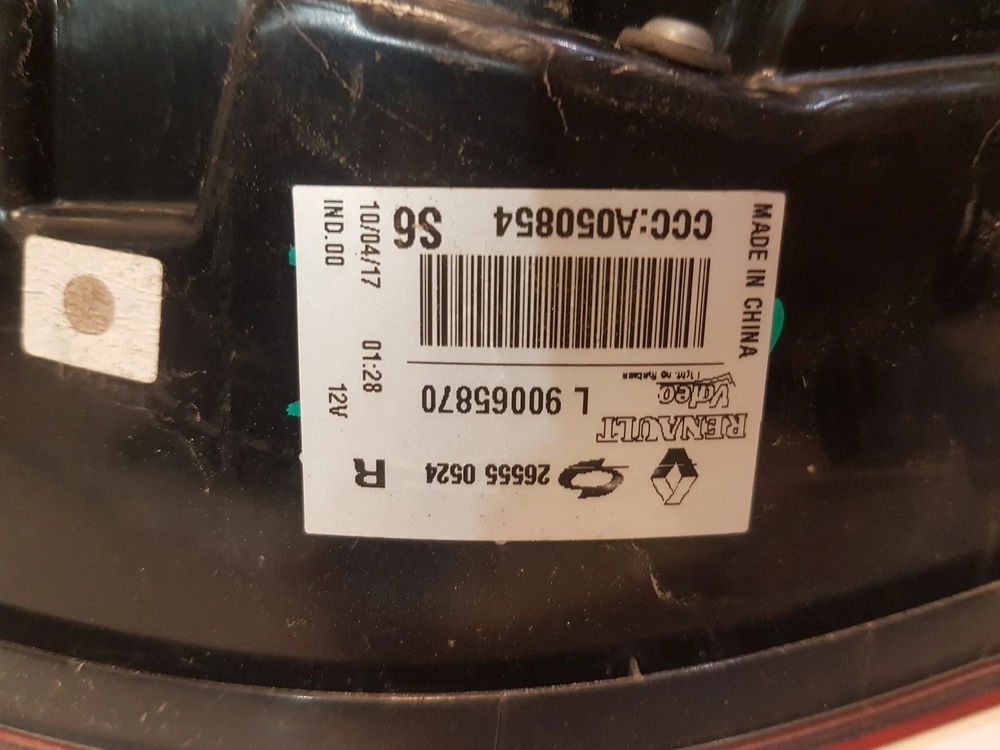 26555 0524 R
RENAULT
Valeo
L 90065870
CCC:A050854 S6
MADE IN CHINA
10/04/17 01:28
IND.00 12V